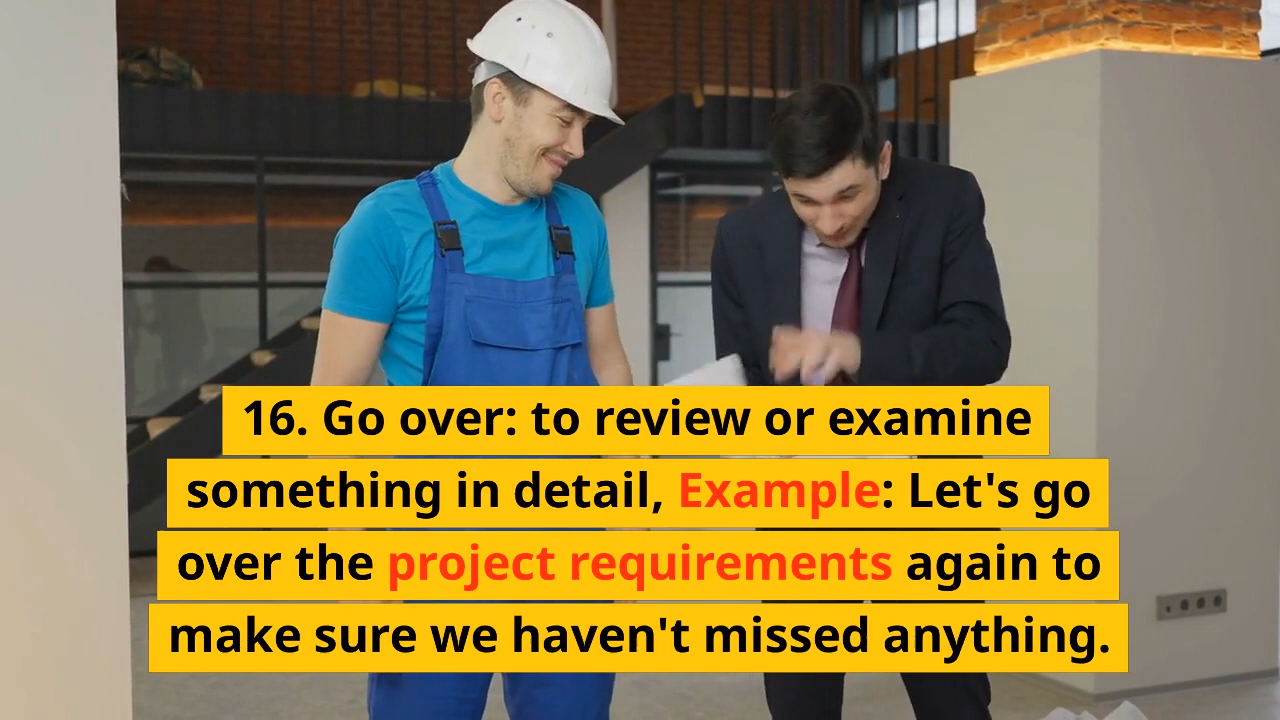 16. Go over: to review or examine
something in detail, Example: Let's go
over the project requirements again to
make sure we haven't missed anything.